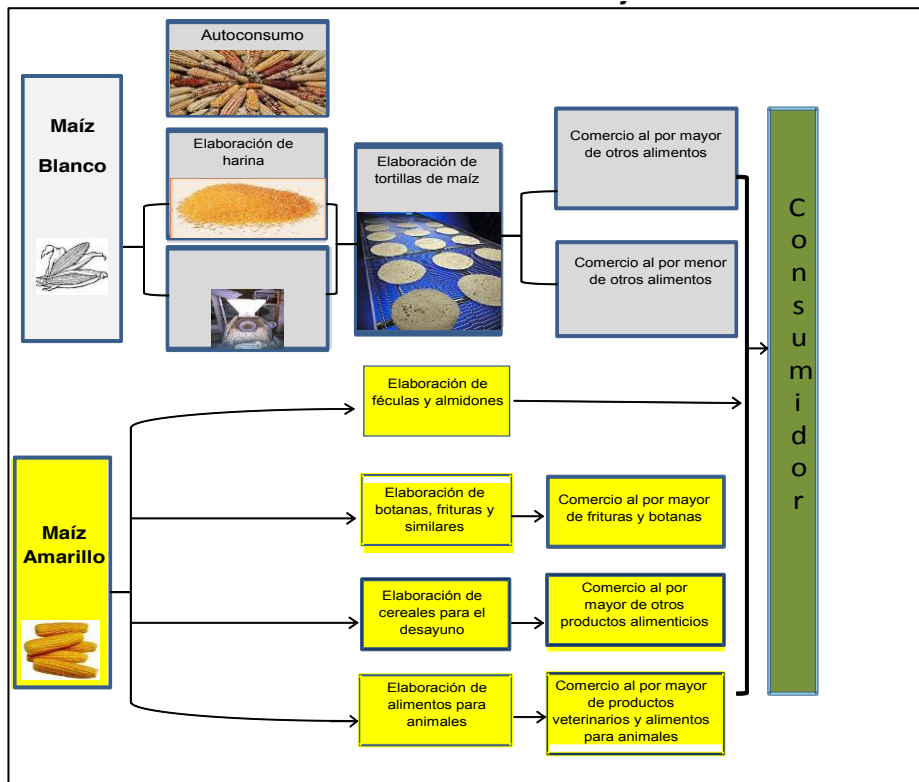 Autoconsumo
Maíz
Blanco
Elaboración de
harina
Elaboración de
tortillas de maíz
Comercio al por mayor
de otros alimentos
Comercio al por menor
de otros alimentos
Elaboración de
féculas y almidones
Maíz
Amarillo
Elaboración de
botanas, frituras y
similares
Comercio al por mayor
de frituras y botanas
Elaboración de
cereales para el
desayuno
Comercio al por
mayor de otros
productos alimenticios
Elaboración de
alimentos para
animales
Comercio al por mayor
de productos
veterinarios y alimentos
para animales
Consumidor